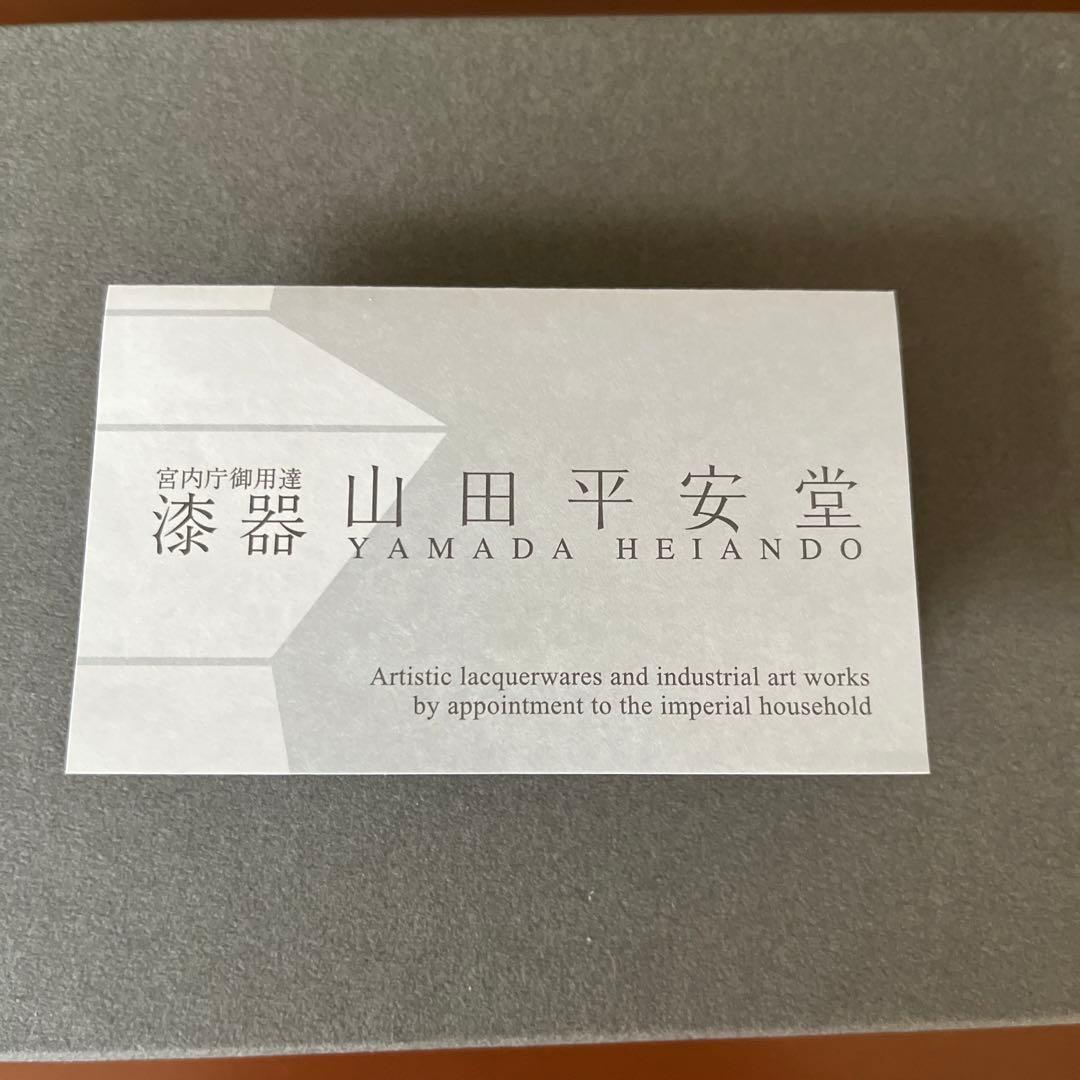 宮内庁御用達
漆器 山田平安堂
YAMADA HEIANDO
Artistic lacquerwares and industrial art works
by appointment to the imperial household